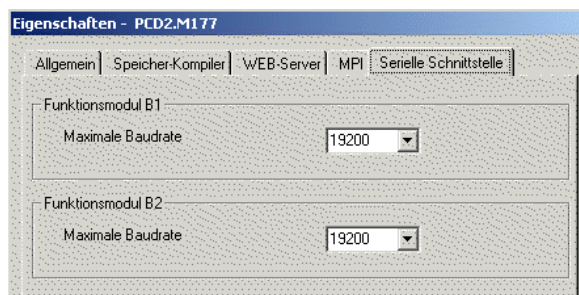 Eigenschaften - PCD2.M177
Allgemein Speicher-Kompiler WEB-Server MPI Serielle Schnittstelle
Funktionsmodul B1
Maximale Baudrate 19200
Funktionsmodul B2
Maximale Baudrate 19200